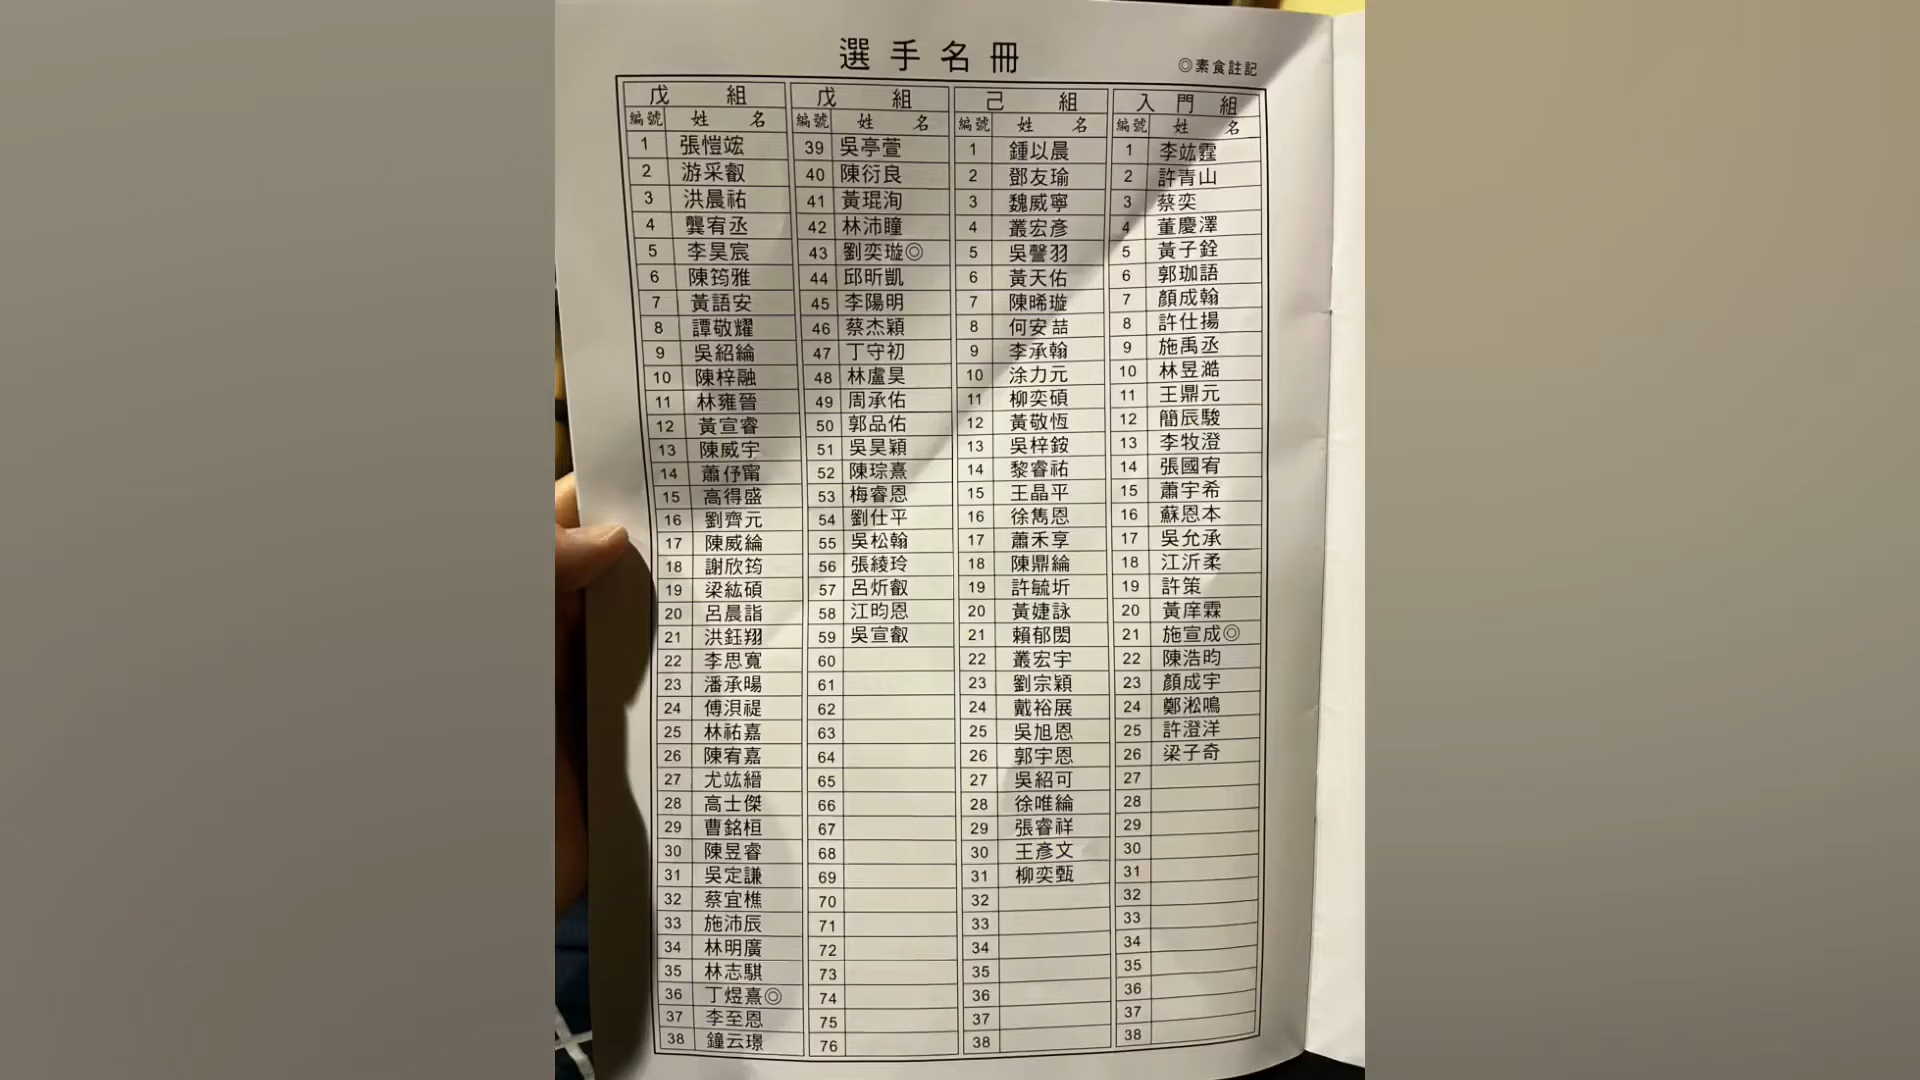 選手名冊
◎素食註記
戊組 戊組 己組 入門組
編號 姓名 編號 姓名 編號 姓名 編號 姓名
1 張愷竤 39 吳亭萱 1 鍾以晨 1 李竑霆
2 游采叡 40 陳衍良 2 鄧友瑜 2 許青山
3 洪晨祐 41 黃琨洵 3 魏威寧 3 蔡奕
4 龔宥丞 42 林沛瞳 4 叢宏彥 4 董慶澤
5 李昊宸 43 劉奕璇◎ 5 吳謦羽 5 黃子銓
6 陳筠雅 44 邱昕凱 6 黃天佑 6 郭珈語
7 黃語安 45 李陽明 7 陳晞璇 7 顏成翰
8 譚敬耀 46 蔡杰穎 8 何安喆 8 許仕揚
9 吳紹綸 47 丁守初 9 李承翰 9 施禹丞
10 陳梓融 48 林盧昊 10 涂力元 10 林昱澔
11 林雍晉 49 周承佑 11 柳奕碩 11 王鼎元
12 黃宣睿 50 郭品佑 12 黃敬恆 12 簡辰駿
13 陳威宇 51 吳昊穎 13 吳梓銨 13 李牧澄
14 蕭伃甯 52 陳琮熹 14 黎睿祐 14 張國宥
15 高得盛 53 梅睿恩 15 王晶平 15 蕭宇希
16 劉齊元 54 劉仕平 16 徐雋恩 16 蘇恩本
17 陳威綸 55 吳松翰 17 蕭禾享 17 吳允承
18 謝欣筠 56 張綾玲 18 陳鼎綸 18 江沂柔
19 梁紘碩 57 呂炘叡 19 許毓圻 19 許策
20 呂晨詣 58 江昀恩 20 黃婕詠 20 黃庠霖
21 洪鈺翔 59 吳宣叡 21 賴郁閎 21 施宣成◎
22 李思寬 60 22 叢宏宇 22 陳浩昀
23 潘承暘 61 23 劉宗穎 23 顏成宇
24 傅浿禔 62 24 戴裕展 24 鄭淞鳴
25 林祐嘉 63 25 吳旭恩 25 許澄洋
26 陳宥嘉 64 26 郭宇恩 26 梁子奇
27 尤竑縉 65 27 吳紹可 27
28 高士傑 66 28 徐唯綸 28
29 曹銘桓 67 29 張睿祥 29
30 陳昱睿 68 30 王彥文 30
31 吳定謙 69 31 柳奕甄 31
32 蔡宜樵 70 32 32
33 施沛辰 71 33 33
34 林明廣 72 34 34
35 林志騏 73 35 35
36 丁煜熹◎ 74 36 36
37 李至恩 75 37 37
38 鐘云璟 76 38 38